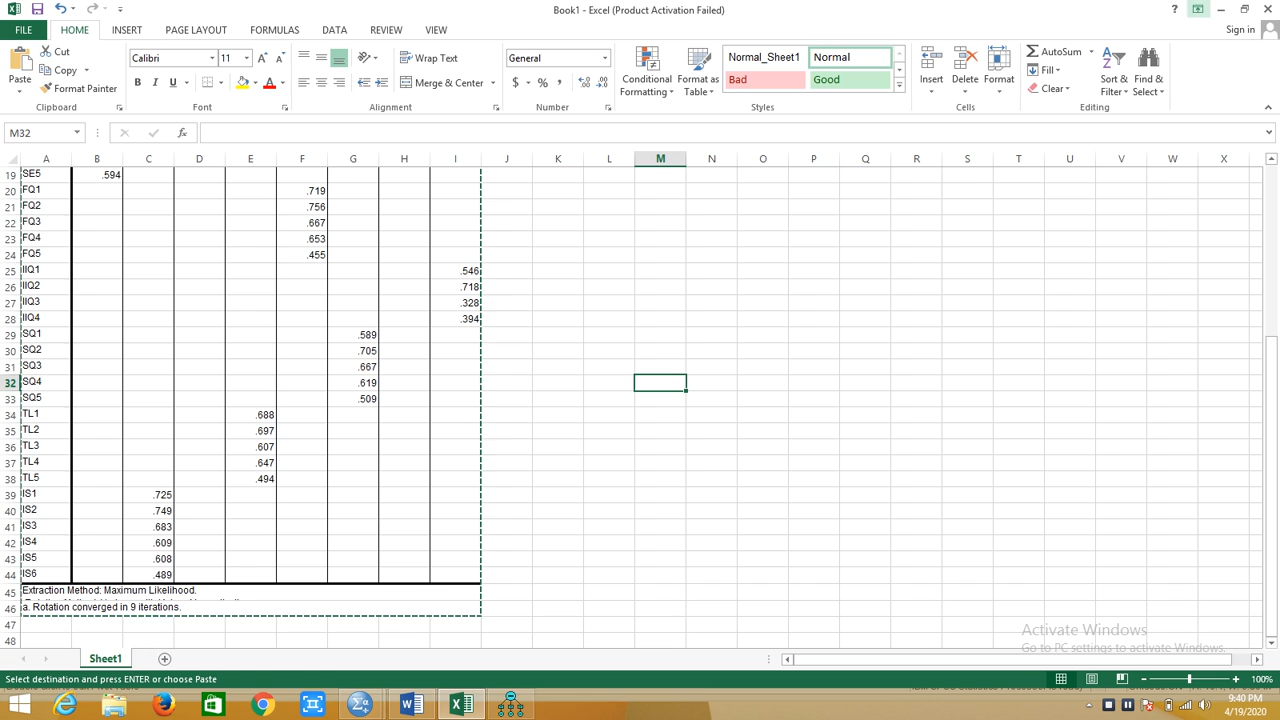 Book1 - Excel (Product Activation Failed)
Sign in
FILE HOME INSERT PAGE LAYOUT FORMULAS DATA REVIEW VIEW
Paste
Cut
Copy
Format Painter
Clipboard
Calibri 11
B I U
Font
Wrap Text
Merge & Center
Alignment
General
$ % ,
Number
Conditional Formatting
Format as Table
Normal_Sheet1 Normal
Bad Good
Styles
Insert Delete Format
Cells
AutoSum
Fill
Clear
Sort & Filter
Find & Select
Editing
M32 fx
A B C D E F G H I J K L M N O P Q R S T U V W X
19 SE5 .594
20 FQ1 .719
21 FQ2 .756
22 FQ3 .667
23 FQ4 .653
24 FQ5 .455
25 IIQ1 .546
26 IIQ2 .718
27 IIQ3 .328
28 IIQ4 .394
29 SQ1 .589
30 SQ2 .705
31 SQ3 .667
32 SQ4 .619
33 SQ5 .509
34 TL1 .688
35 TL2 .697
36 TL3 .607
37 TL4 .647
38 TL5 .494
39 IS1 .725
40 IS2 .749
41 IS3 .683
42 IS4 .609
43 IS5 .608
44 IS6 .489
45 Extraction Method: Maximum Likelihood.
46 a. Rotation converged in 9 iterations.
47
48
Activate Windows
Go to PC settings to activate Windows.
Sheet1
Select destination and press ENTER or choose Paste
100%
9:40 PM
4/19/2020